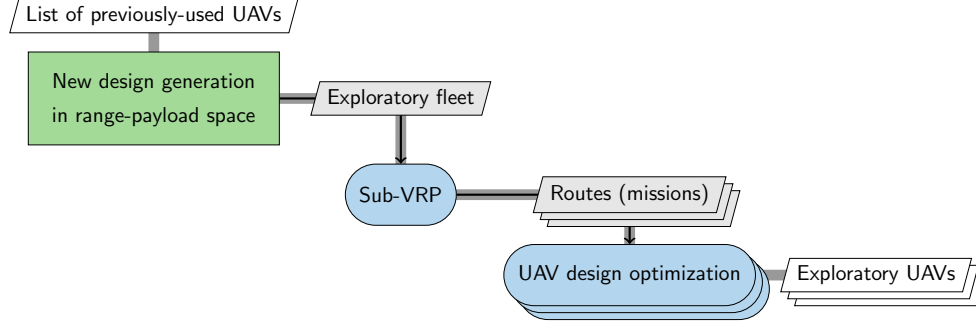 List of previously-used UAVs
New design generation
in range-payload space
Exploratory fleet
Sub-VRP
Routes (missions)
UAV design optimization
Exploratory UAVs